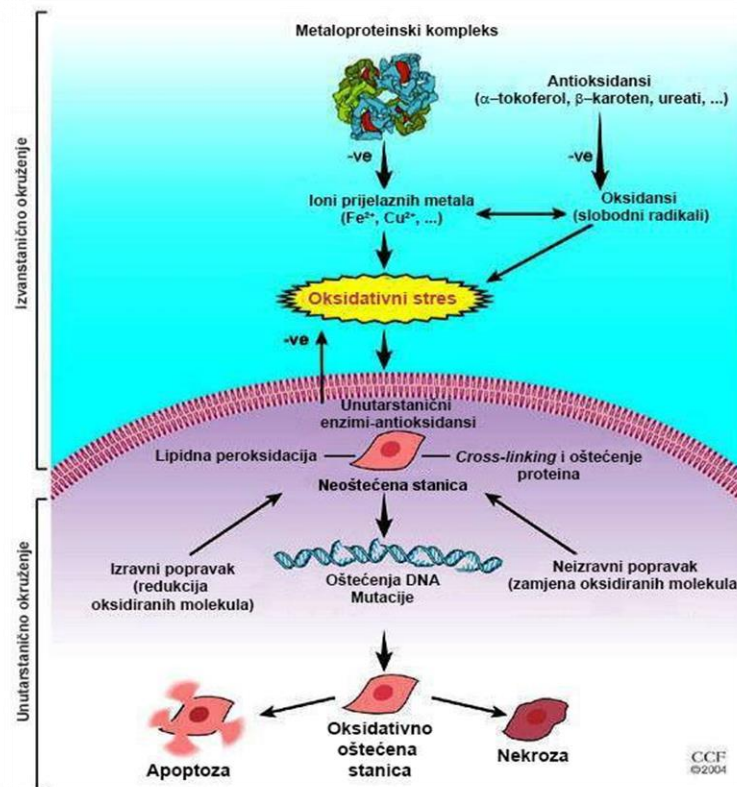 Izvanstanično okruženje
Metaloproteinski kompleks
Antioksidansi
(α–tokoferol, β–karoten, ureati, ...)
-ve
-ve
Ioni prijelaznih metala
(Fe²⁺, Cu²⁺, ...)
Oksidansi
(slobodni radikali)
Oksidativni stres
-ve
Unutarstanični
enzimi-antioksidansi
Lipidna peroksidacija
Cross-linking i oštećenje
proteina
Neoštećena stanica
Unutarstanično okruženje
Izravni popravak
(redukcija
oksidiranih molekula)
Oštećenja DNA
Mutacije
Neizravni popravak
(zamjena oksidiranih molekula)
Apoptoza
Oksidativno
oštećena
stanica
Nekroza
CCF
©2004